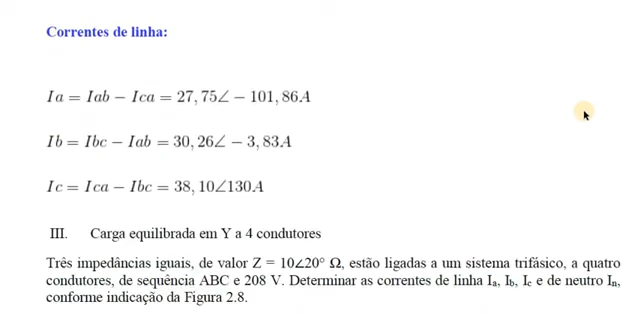 Correntes de linha:
Ia = Iab − Ica = 27,75∠ − 101,86A
Ib = Ibc − Iab = 30,26∠ − 3,83A
Ic = Ica − Ibc = 38,10∠130A
III. Carga equilibrada em Y a 4 condutores
Três impedâncias iguais, de valor Z = 10∠20° Ω, estão ligadas a um sistema trifásico, a quatro
condutores, de sequência ABC e 208 V. Determinar as correntes de linha Ia, Ib, Ic e de neutro In,
conforme indicação da Figura 2.8.